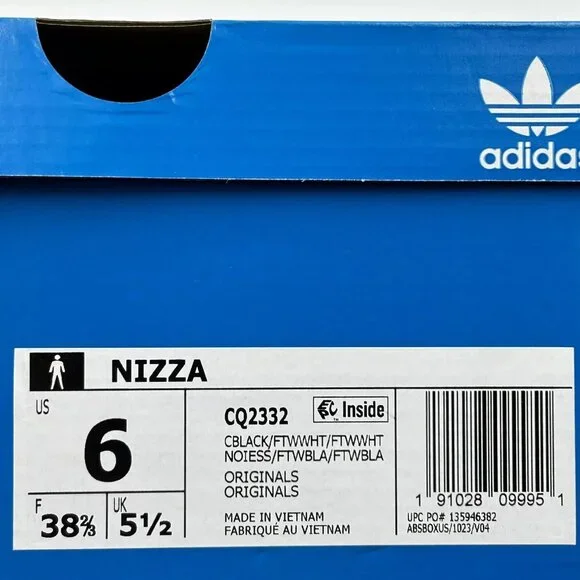 adidas
NIZZA
US
6
F
38⅔
UK
5½
CQ2332
Inside
CBLACK/FTWWHT/FTWWHT
NOIESS/FTWBLA/FTWBLA
ORIGINALS
ORIGINALS
MADE IN VIETNAM
FABRIQUÉ AU VIETNAM
1 91028 09995 1
UPC PO# 135946382
ABSBOXUS/1023/V04